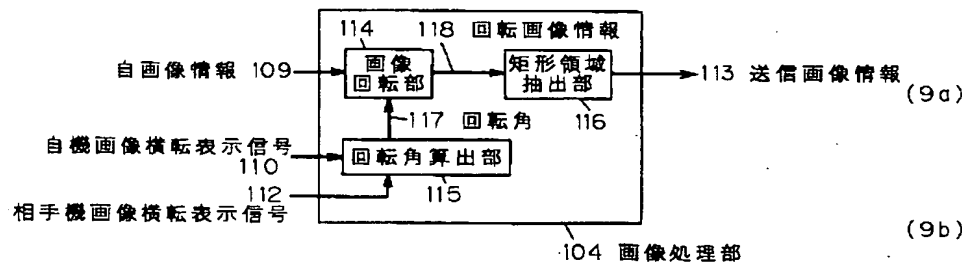 114
118 回転画像情報
自画像情報 109
画像
回転部
矩形領域
抽出部
113 送信画像情報
(9a)
117 回転角
116
自機画像横転表示信号
110
回転角算出部
112
115
相手機画像横転表示信号
(9b)
104 画像処理部